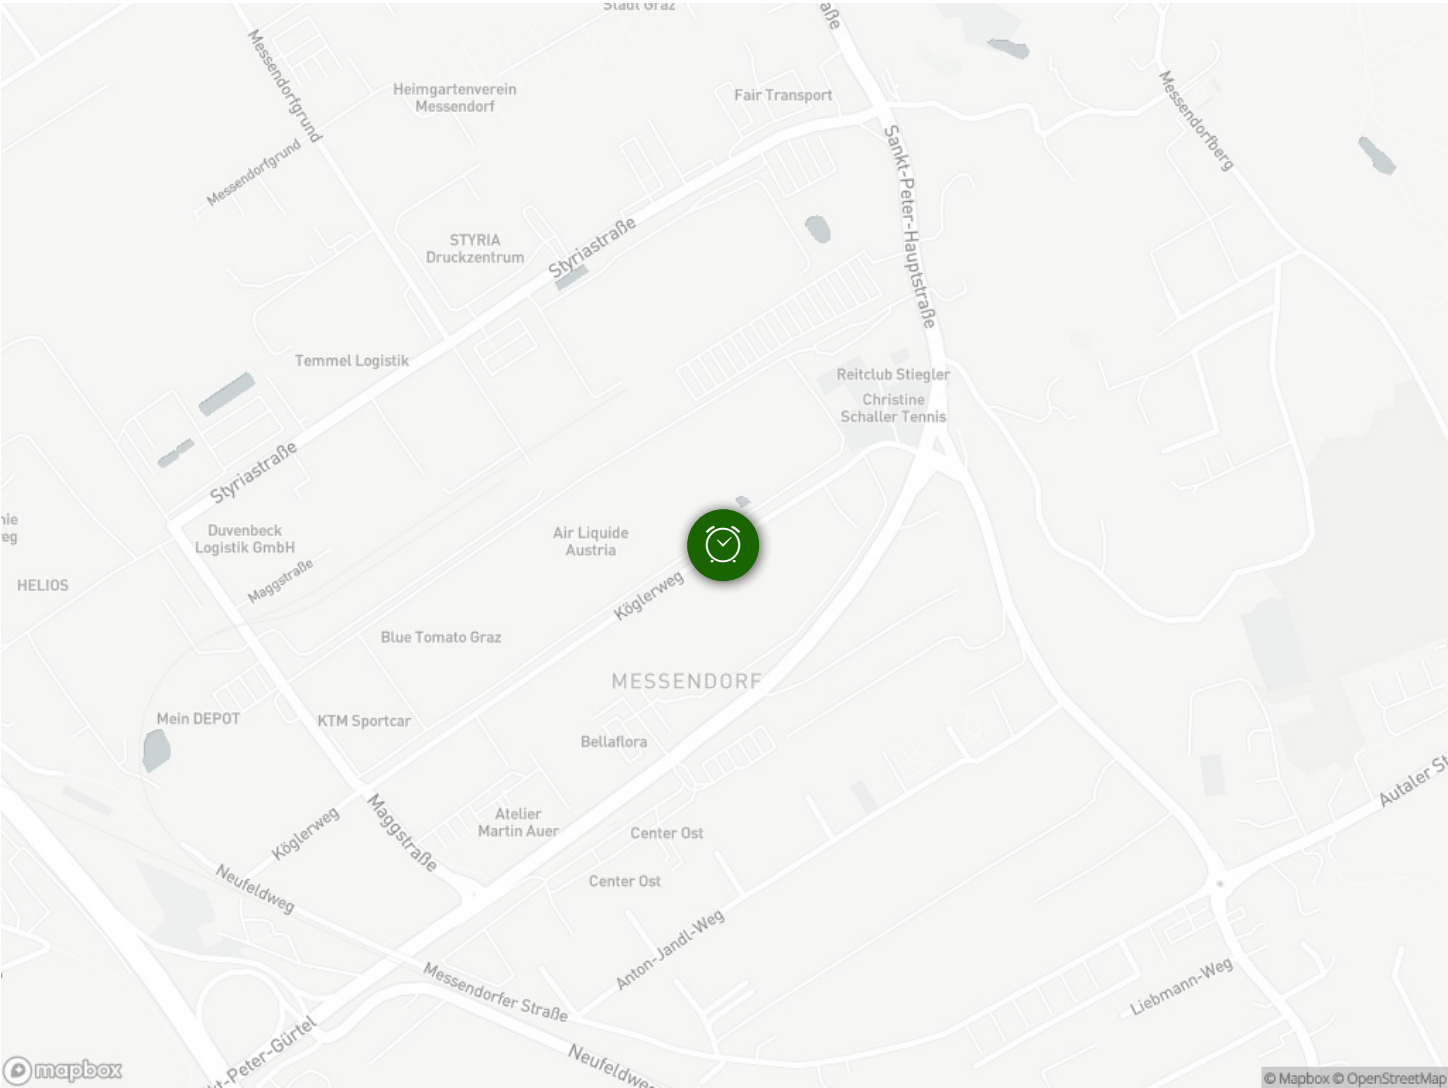 Stadt Graz
Messendorfgrund
Heimgartenverein
Messendorf
Fair Transport
Messendorfberg
Messendorfgrund
Sankt-Peter-Hauptstraße
STYRIA
Druckzentrum
Styriastraße
Temmel Logistik
Reitclub Stiegler
Christine
Schaller Tennis
Styriastraße
Duvenbeck
Logistik GmbH
Air Liquide
Austria
HELIOS
Maggstraße
Köglerweg
Blue Tomato Graz
MESSENDORF
Mein DEPOT
KTM Sportcar
Bellaflora
Autaler St
Atelier
Martin Auer
Center Ost
Köglerweg
Maggstraße
Center Ost
Neufeldweg
Anton-Jandl-Weg
Messendorfer Straße
Liebmann-Weg
t-Peter-Gürtel
Neufeldweg
mapbox
© Mapbox © OpenStreetMap